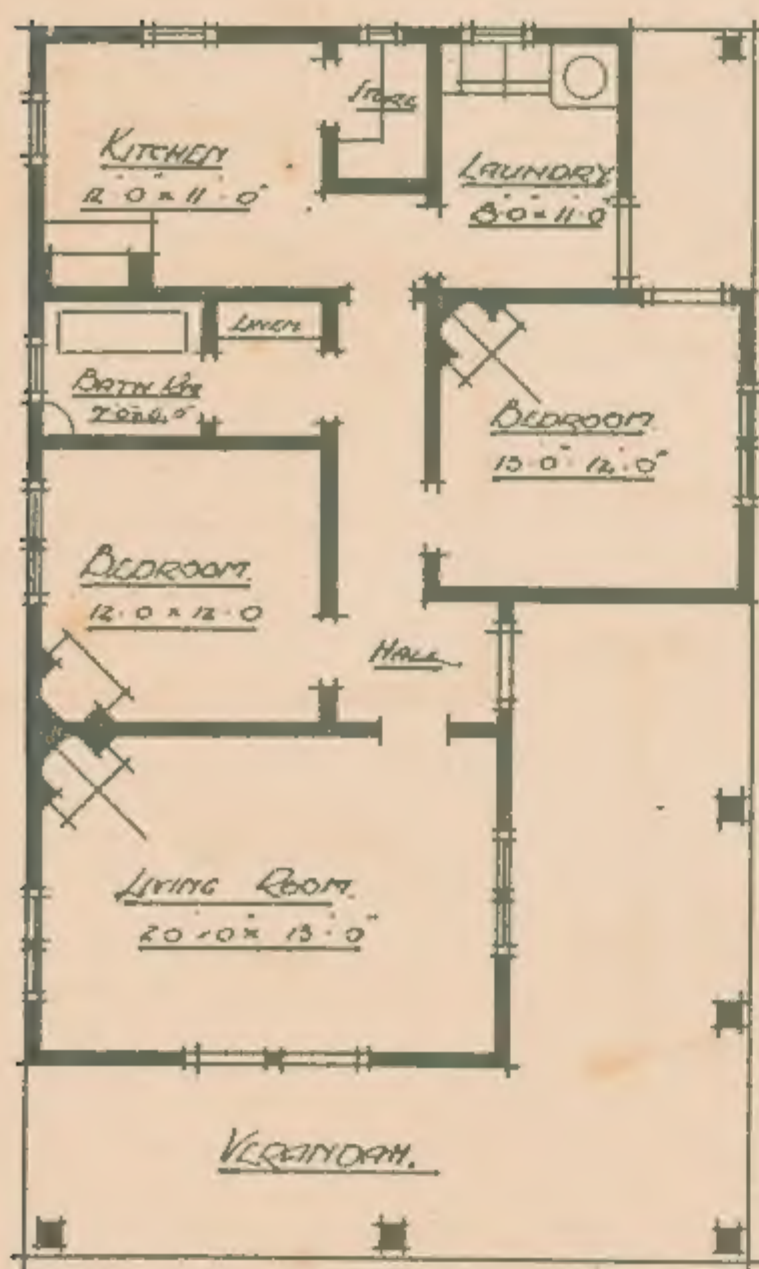 KITCHEN
12'-0" x 11'-0"
STORE
LAUNDRY
8-0 x 11-0
LINEN
BATH RM
BEDROOM
13-0" 12'-0"
BEDROOM.
12-0 x 12-0
HALL
LIVING ROOM.
20-0 x 13-0"
VERANDAH.